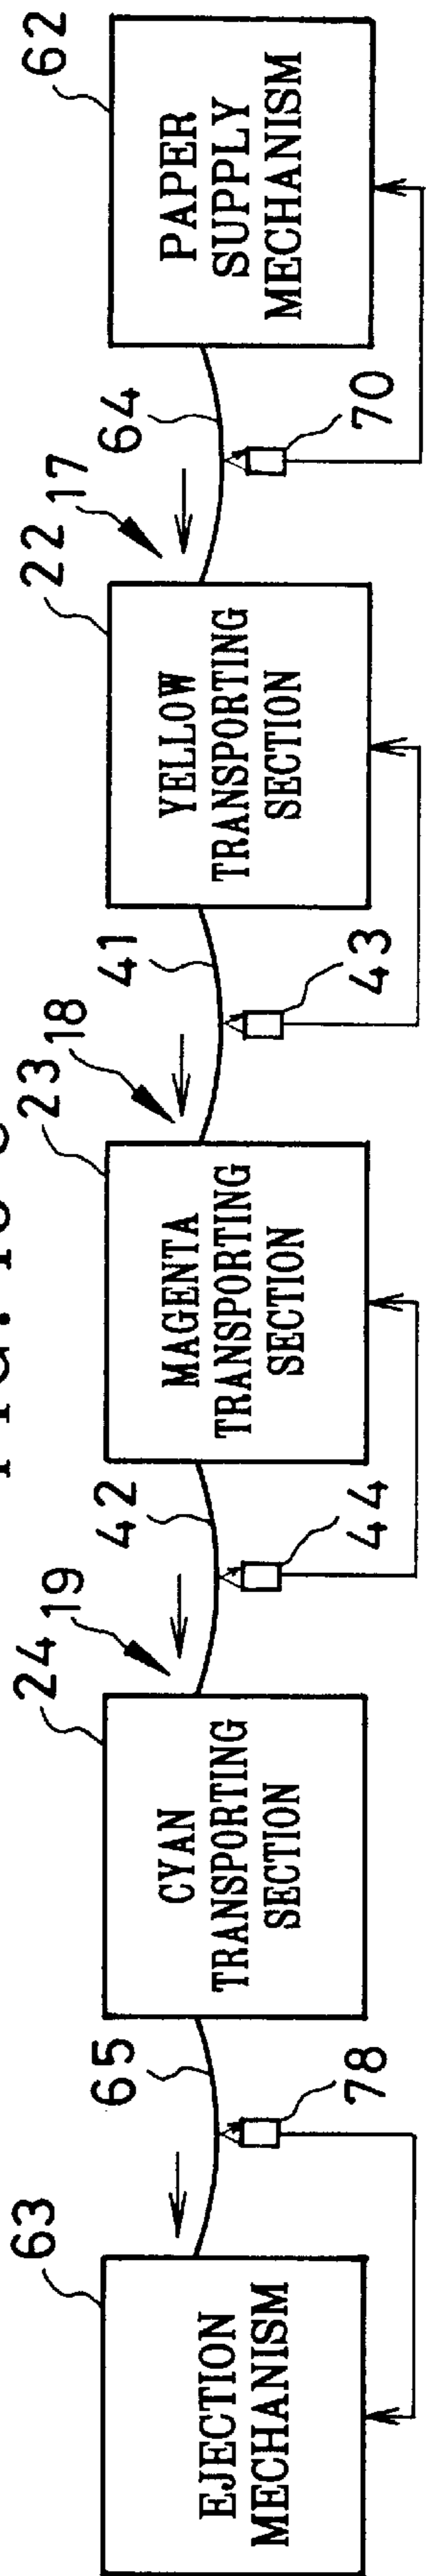 FIG.
63
65
24
19
42
23
18
41
22
17
64
62
EJECTION
MECHANISM
CYAN
TRANSPORTING
SECTION
MAGENTA
TRANSPORTING
SECTION
YELLOW
TRANSPORTING
SECTION
PAPER
SUPPLY
MECHANISM
78
44
43
70